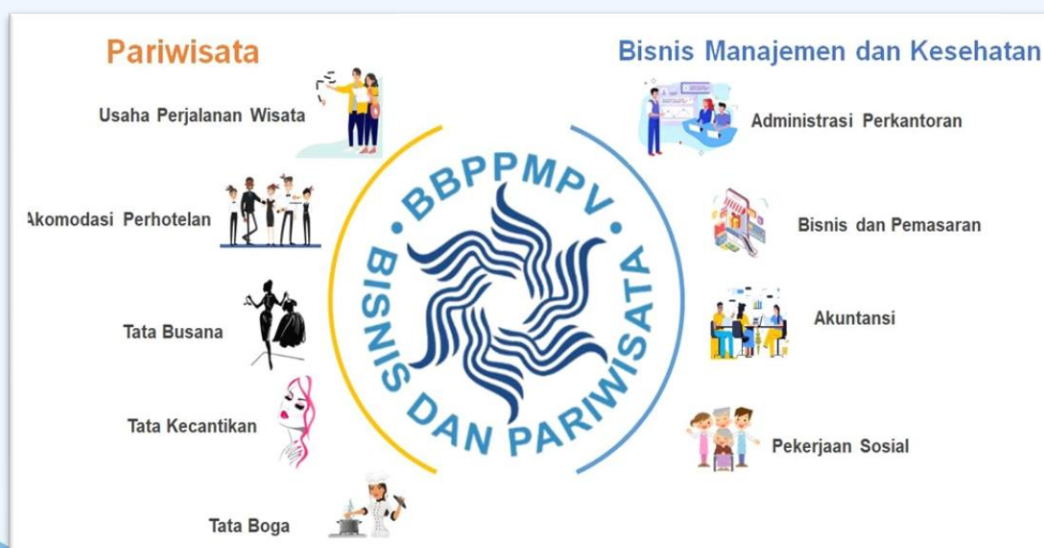 Pariwisata
Usaha Perjalanan Wisata
Akomodasi Perhotelan
Tata Busana
Tata Kecantikan
Tata Boga
BBPPMPV
BISNIS DAN PARIWISATA
Bisnis Manajemen dan Kesehatan
Administrasi Perkantoran
Bisnis dan Pemasaran
Akuntansi
Pekerjaan Sosial